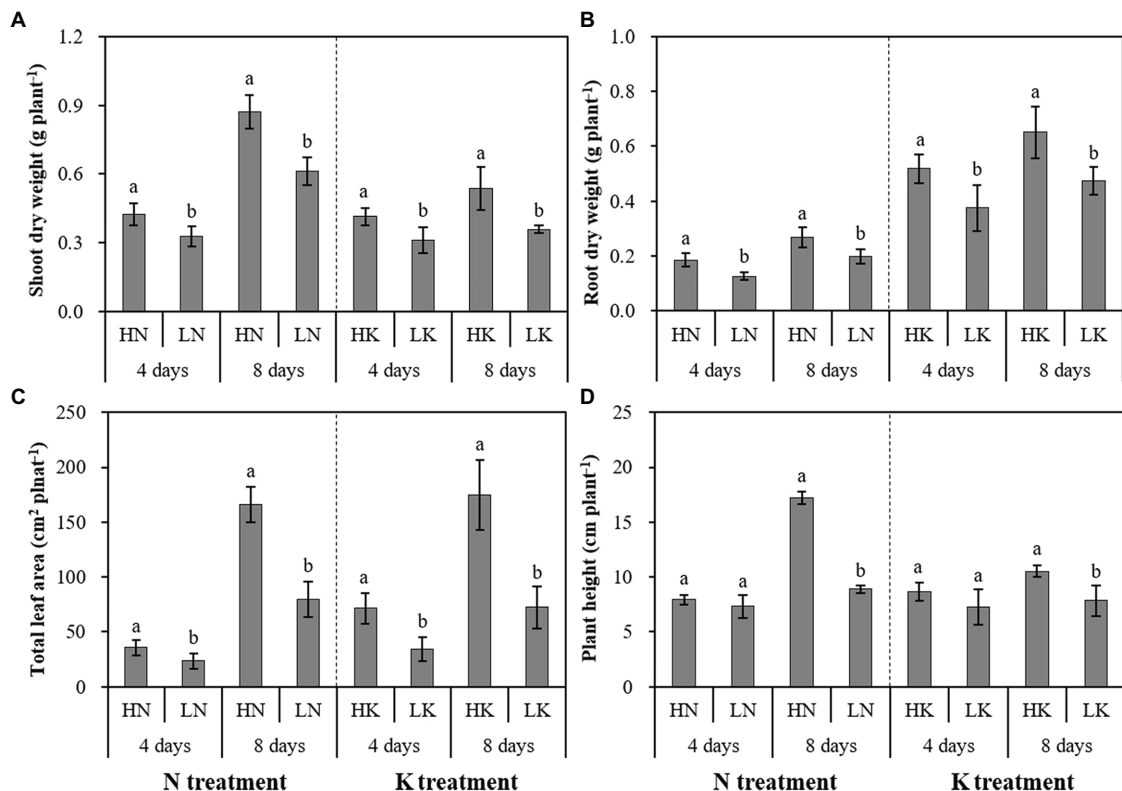 A
Shoot dry weight (g plant⁻¹)
1.2
0.9
0.6
0.3
0.0
a
b
a
b
a
b
a
b
HN LN HN LN HK LK HK LK
4 days 8 days 4 days 8 days
B
Root dry weight (g plant⁻¹)
1.0
0.8
0.6
0.4
0.2
0.0
a
b
a
b
a
b
a
b
HN LN HN LN HK LK HK LK
4 days 8 days 4 days 8 days
C
Total leaf area (cm² plnat⁻¹)
250
200
150
100
50
0
a
b
a
b
a
b
a
b
HN LN HN LN HK LK HK LK
4 days 8 days 4 days 8 days
N treatment K treatment
D
Plant height (cm plant⁻¹)
25
20
15
10
5
0
a
a
a
b
a
a
a
b
HN LN HN LN HK LK HK LK
4 days 8 days 4 days 8 days
N treatment K treatment